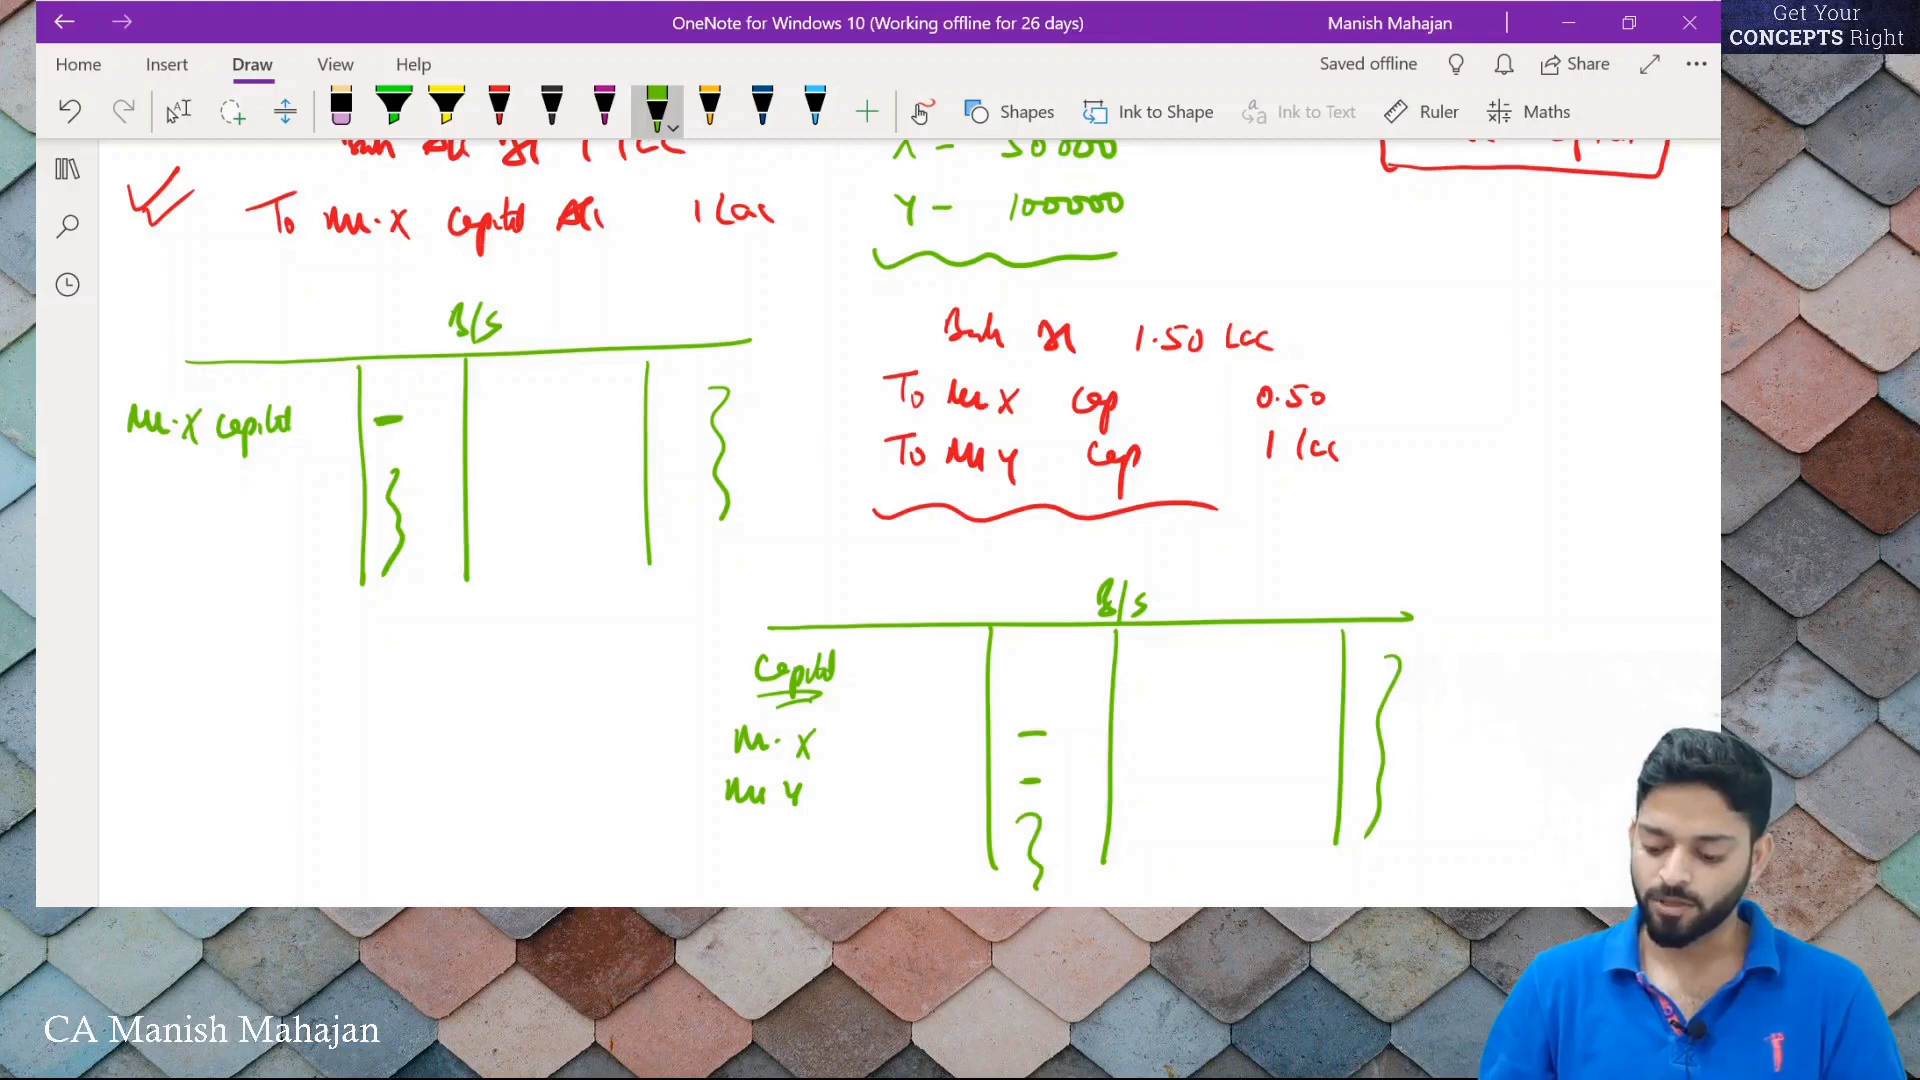 OneNote for Windows 10 (Working offline for 26 days)
Manish Mahajan
Get Your
CONCEPTS Right
Home Insert Draw View Help
Saved offline
Share
Shapes
Ink to Shape
Ink to Text
Ruler
Maths
X - 50000
To Mr. X Capital A/c 1 Lac
Y - 100000
B/S
Mr. X Capital
Bank Dr 1.50 Lac
To Mr X Cap 0.50
To Mr Y Cap 1 Lac
B/S
Capital
Mr. X
Mr Y
CA Manish Mahajan